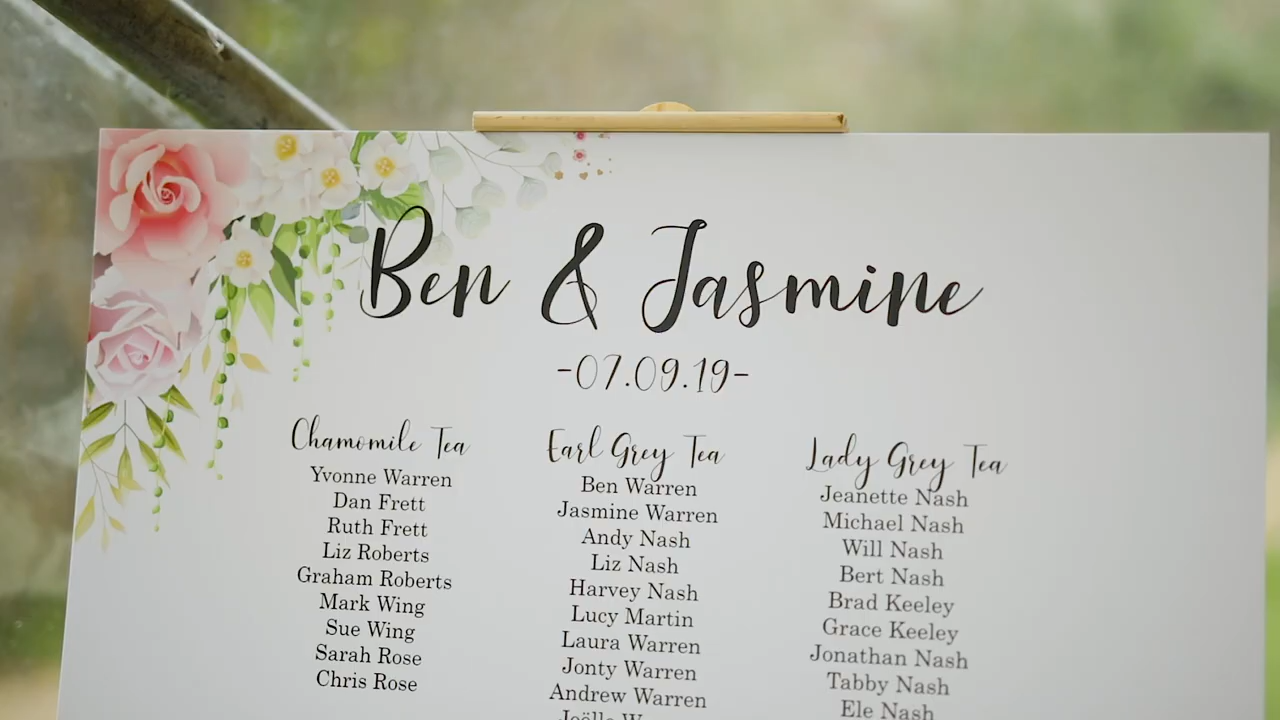 Ben & Jasmine
-07.09.19-
Chamomile Tea
Yvonne Warren
Dan Frett
Ruth Frett
Liz Roberts
Graham Roberts
Mark Wing
Sue Wing
Sarah Rose
Chris Rose
Earl Grey Tea
Ben Warren
Jasmine Warren
Andy Nash
Liz Nash
Harvey Nash
Lucy Martin
Laura Warren
Jonty Warren
Andrew Warren
Joëlle
Lady Grey Tea
Jeanette Nash
Michael Nash
Will Nash
Bert Nash
Brad Keeley
Grace Keeley
Jonathan Nash
Tabby Nash
Ele Nash